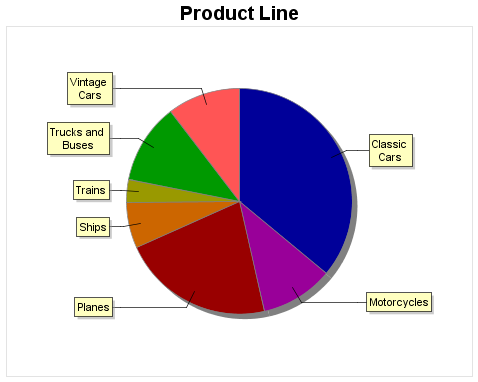 Product Line
Vintage
Cars
Trucks and
Buses
Classic
Cars
Trains
Ships
Planes
Motorcycles